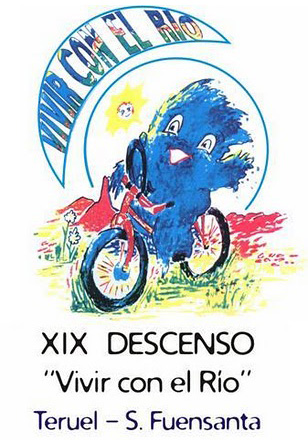 VIVIR CON EL RÍO
XIX DESCENSO
"Vivir con el Río"
Teruel - S. Fuensanta